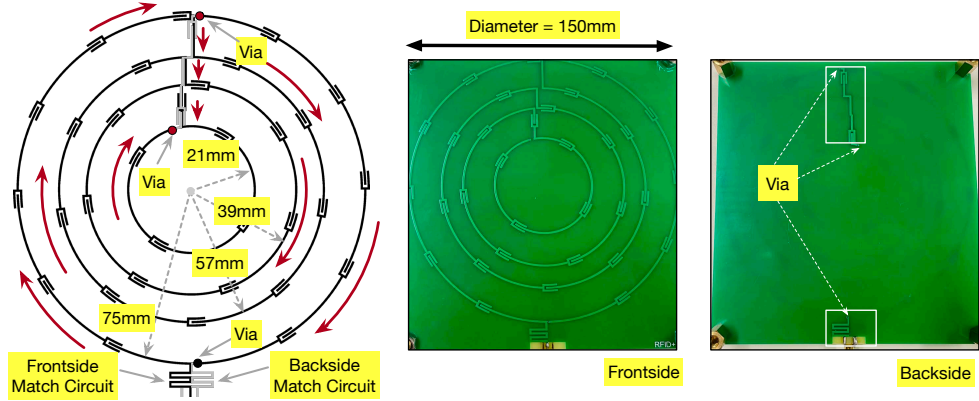 Via
Diameter = 150mm
21mm
Via
39mm
57mm
75mm
Via
Frontside
Match Circuit
Backside
Match Circuit
RFID+
Frontside
Via
Backside